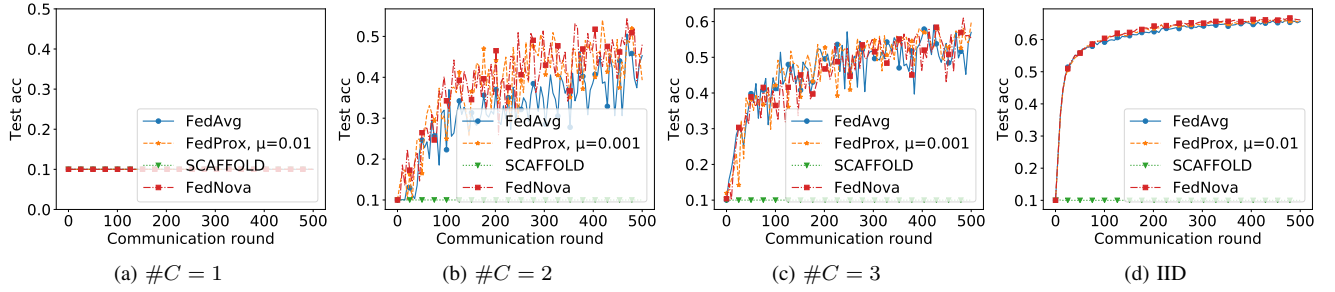 Test acc
0.5
0.4
0.3
0.2
0.1
0.0
0 100 200 300 400 500
Communication round
FedAvg
FedProx, μ=0.01
SCAFFOLD
FedNova
(a) #C = 1
Test acc
0.5
0.4
0.3
0.2
0.1
0 100 200 300 400 500
Communication round
FedAvg
FedProx, μ=0.001
SCAFFOLD
FedNova
(b) #C = 2
Test acc
0.6
0.5
0.4
0.3
0.2
0.1
0 100 200 300 400 500
Communication round
FedAvg
FedProx, μ=0.001
SCAFFOLD
FedNova
(c) #C = 3
Test acc
0.6
0.5
0.4
0.3
0.2
0.1
0 100 200 300 400 500
Communication round
FedAvg
FedProx, μ=0.01
SCAFFOLD
FedNova
(d) IID